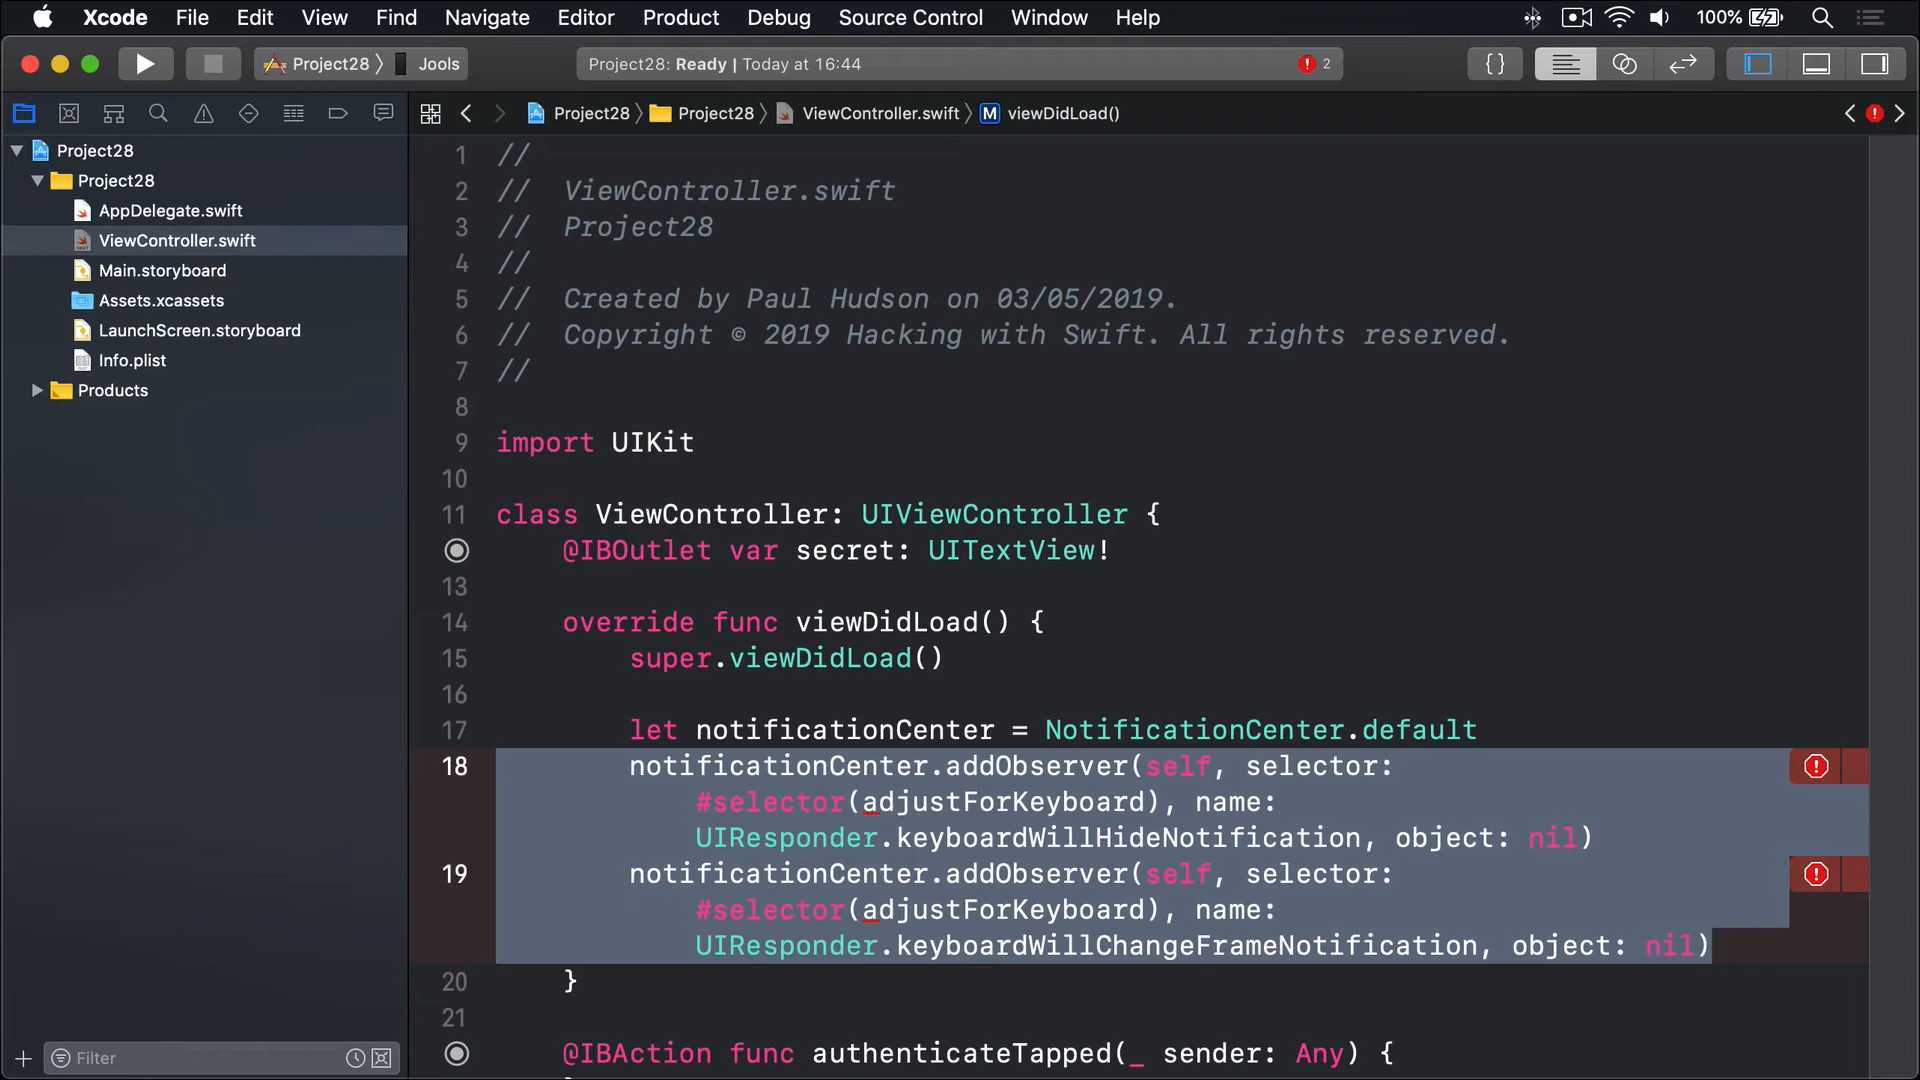 Xcode File Edit View Find Navigate Editor Product Debug Source Control Window Help 100%
Project28 〉 Jools
Project28: Ready | Today at 16:44
2
{}
Project28 〉 Project28 〉 ViewController.swift 〉 M viewDidLoad()
Project28
Project28
AppDelegate.swift
ViewController.swift
Main.storyboard
Assets.xcassets
LaunchScreen.storyboard
Info.plist
Products
Filter
1 //
2 //  ViewController.swift
3 //  Project28
4 //
5 //  Created by Paul Hudson on 03/05/2019.
6 //  Copyright © 2019 Hacking with Swift. All rights reserved.
7 //
8
9 import UIKit
10
11 class ViewController: UIViewController {
@IBOutlet var secret: UITextView!
13
14 override func viewDidLoad() {
15 super.viewDidLoad()
16
17 let notificationCenter = NotificationCenter.default
18 notificationCenter.addObserver(self, selector:
#selector(adjustForKeyboard), name:
UIResponder.keyboardWillHideNotification, object: nil)
19 notificationCenter.addObserver(self, selector:
#selector(adjustForKeyboard), name:
UIResponder.keyboardWillChangeFrameNotification, object: nil)
20 }
21
@IBAction func authenticateTapped(_ sender: Any) {